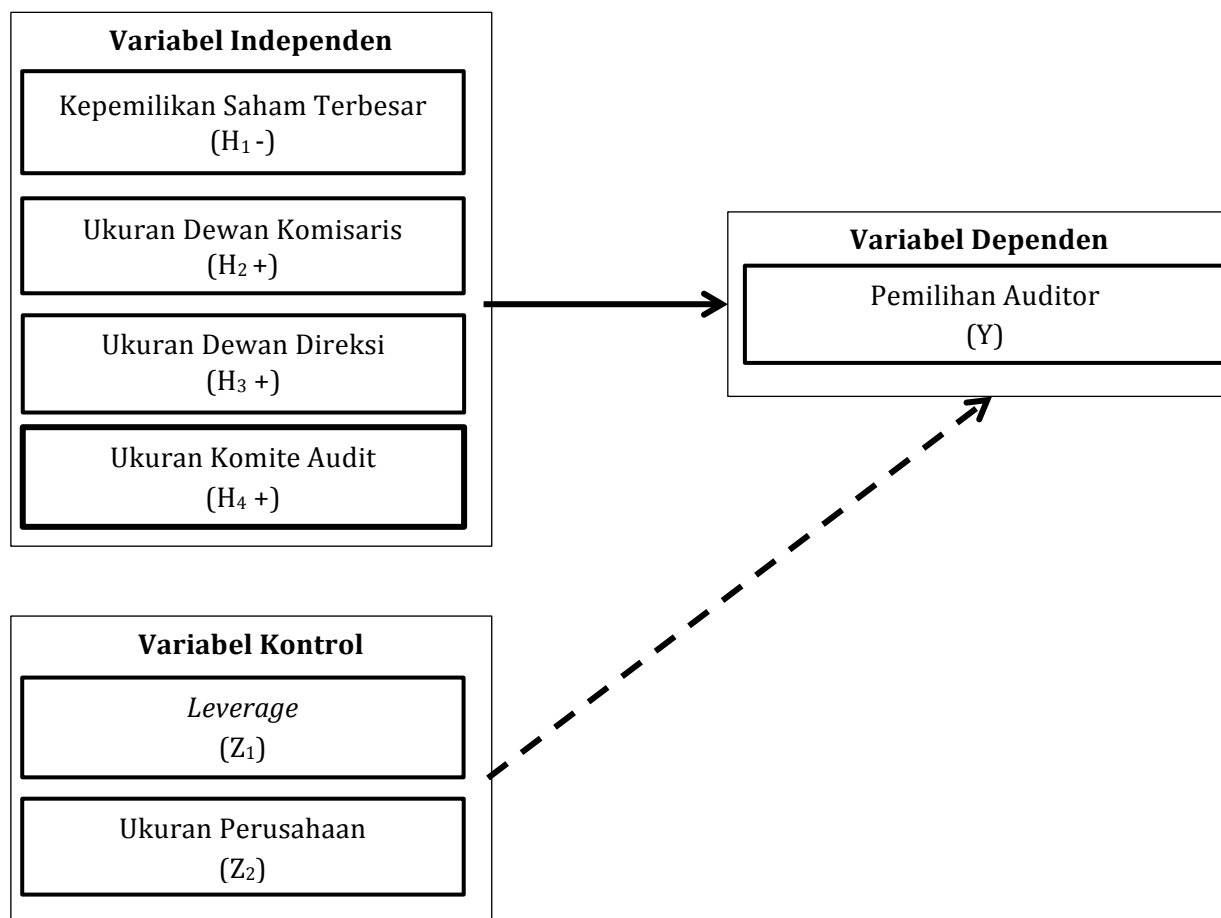 Variabel Independen
Kepemilikan Saham Terbesar
(H₁ -)
Ukuran Dewan Komisaris
(H₂ +)
Ukuran Dewan Direksi
(H₃ +)
Ukuran Komite Audit
(H₄ +)
Variabel Dependen
Pemilihan Auditor
(Y)
Variabel Kontrol
Leverage
(Z₁)
Ukuran Perusahaan
(Z₂)